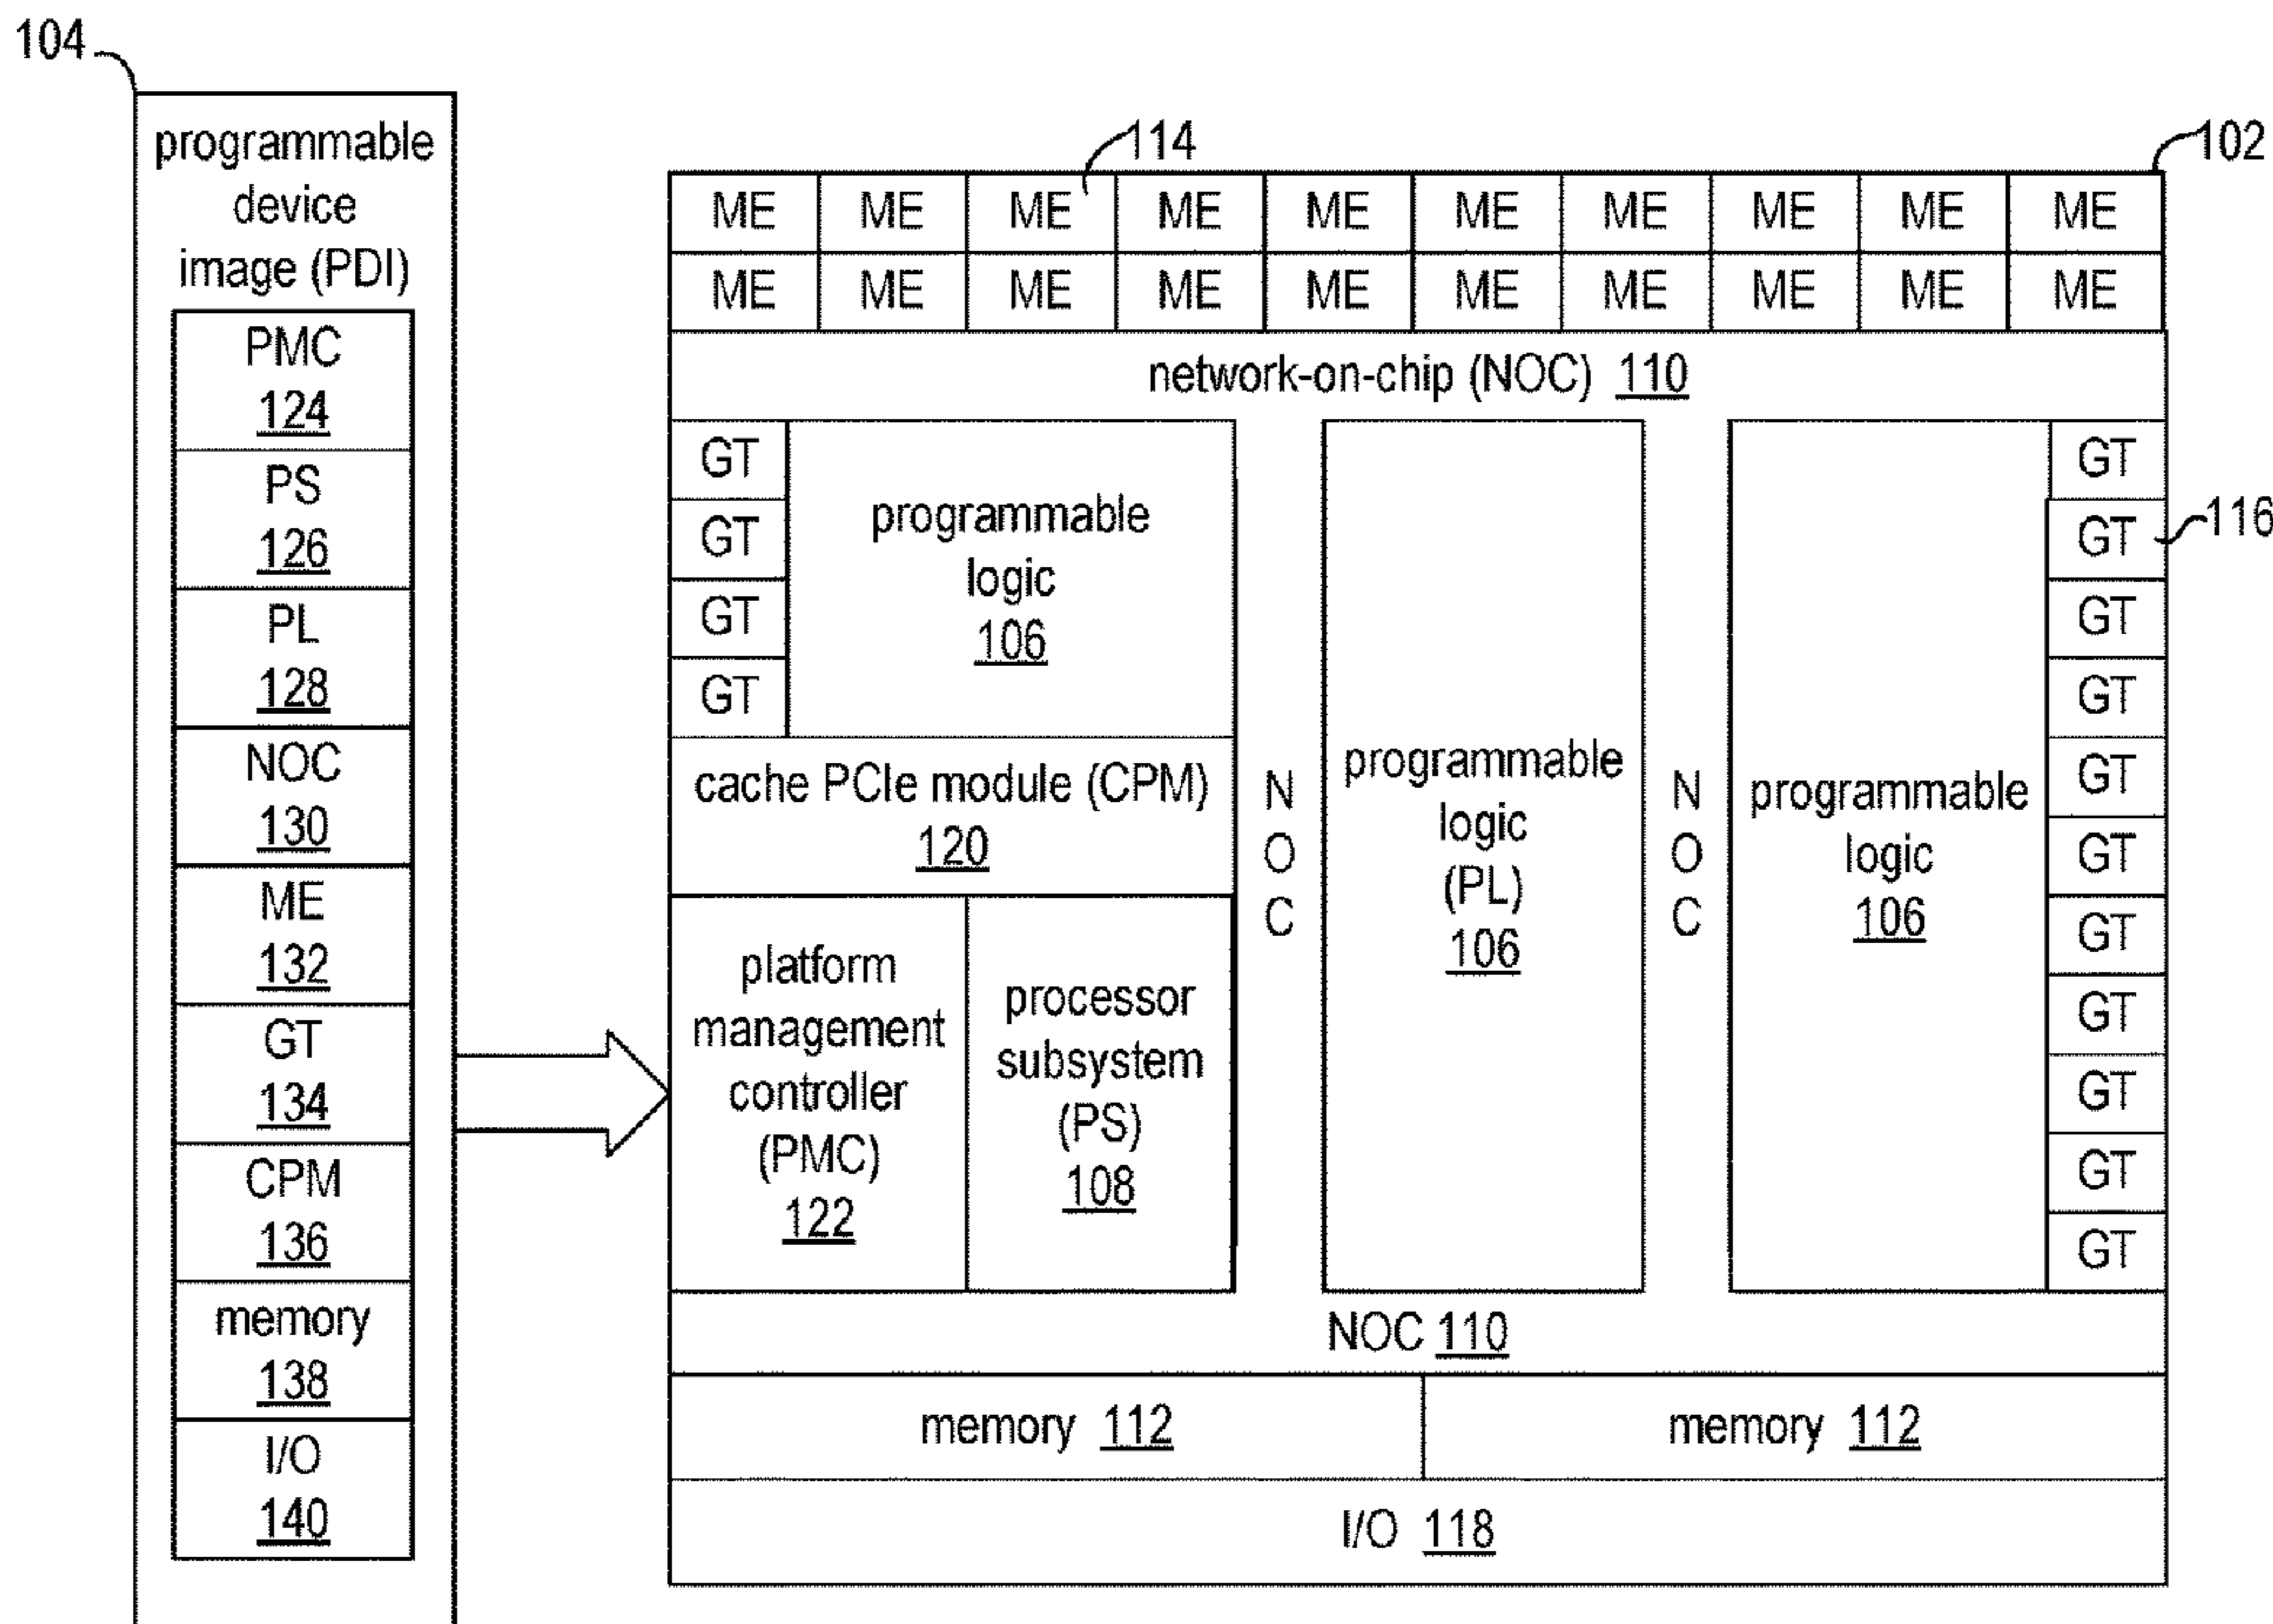 104
programmable
device
image (PDI)
PMC
124
PS
126
PL
128
NOC
130
ME
132
GT
134
CPM
136
memory
138
I/O
140
114
102
ME ME ME ME ME ME ME ME ME ME
ME ME ME ME ME ME ME ME ME ME
network-on-chip (NOC) 110
GT
GT
GT
GT
programmable
logic
106
cache PCIe module (CPM)
120
platform
management
controller
(PMC)
122
processor
subsystem
(PS)
108
N
O
C
programmable
logic
(PL)
106
N
O
C
programmable
logic
106
GT
GT
GT
GT
GT
GT
GT
GT
GT
GT
GT
116
NOC 110
memory 112
memory 112
I/O 118